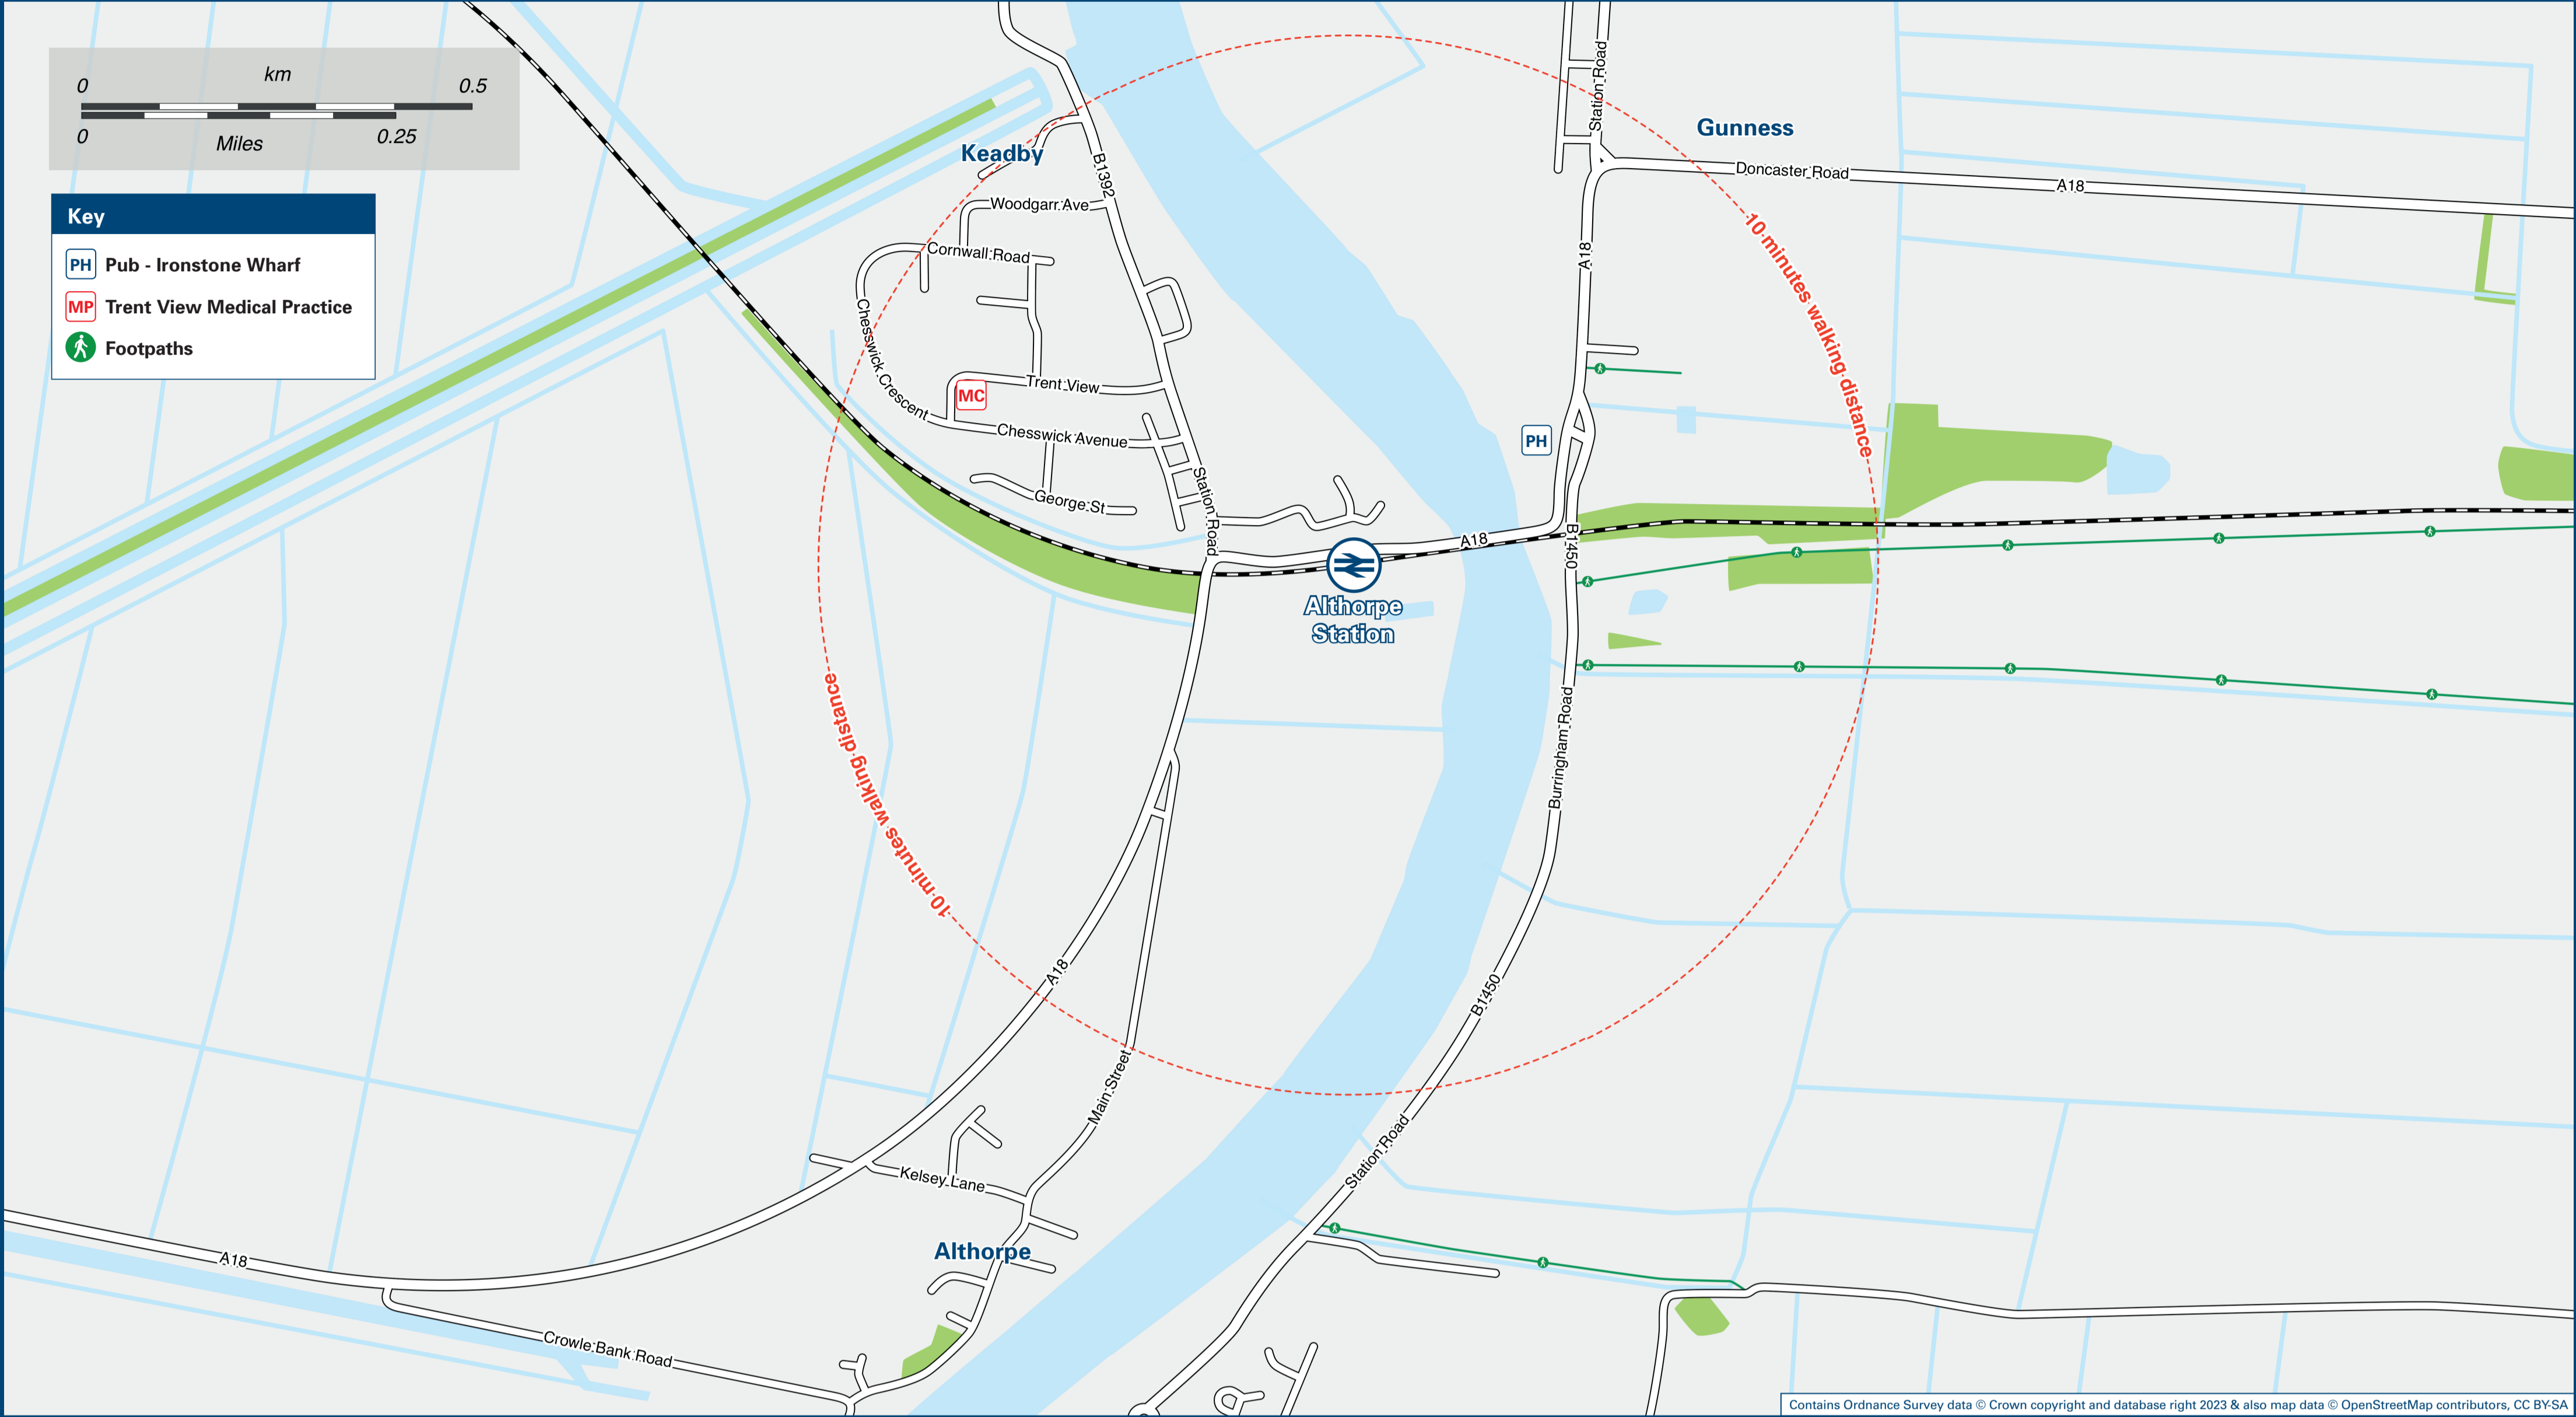 km
0
0.5
0
0.25
Miles
Key
PH Pub - Ironstone Wharf
MP Trent View Medical Practice
Footpaths
Keadby
B1392
Woodgarr Ave
Cornwall Road
Chesswick Crescent
MC
Trent View
Chesswick Avenue
George St
Station Road
Station Road
Gunness
Doncaster Road
A18
A18
10 minutes walking distance
PH
A18
B1450
Althorpe
Station
Burringham Road
10 minutes walking distance
A18
B1450
Main Street
Station Road
Kelsey Lane
Althorpe
A18
Crowle Bank Road
Contains Ordnance Survey data © Crown copyright and database right 2023 & also map data © OpenStreetMap contributors, CC BY-SA